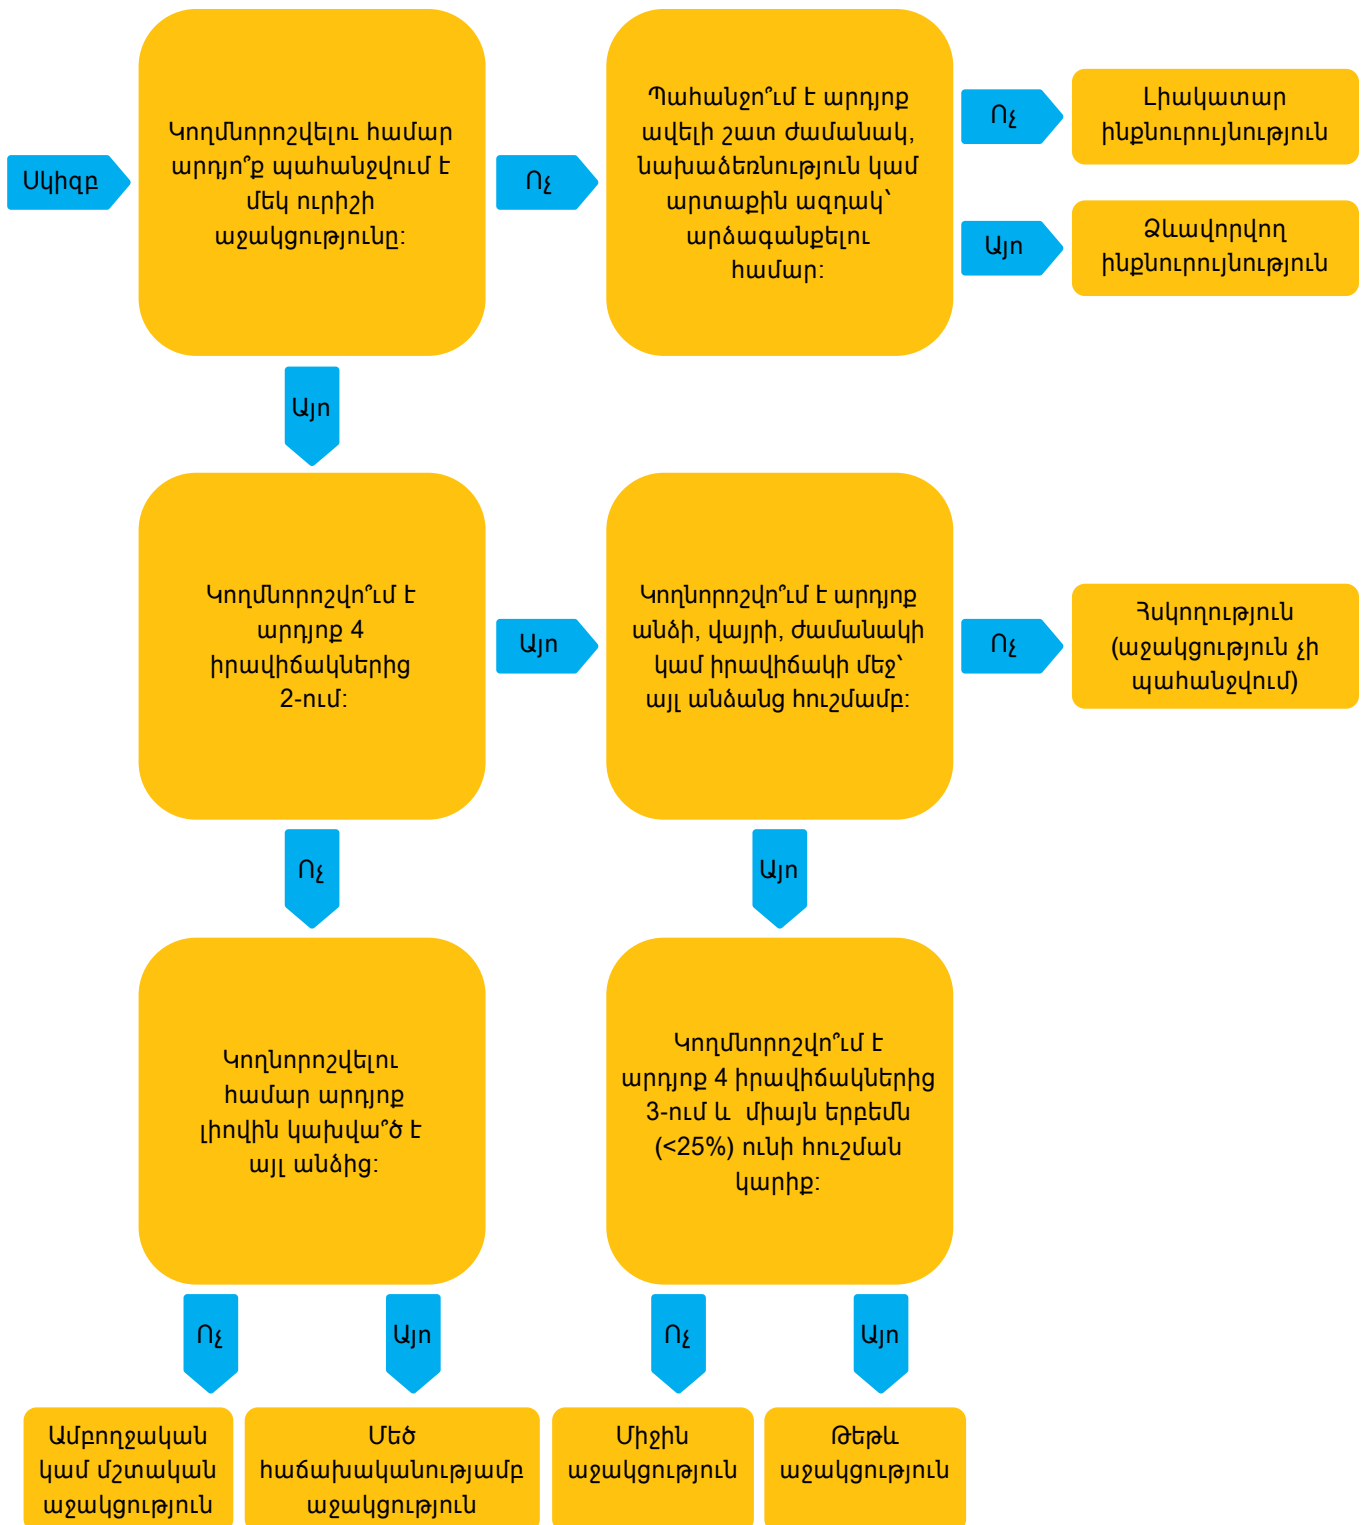 Սկիզբ
Կողմնորոշվելու համար
արդյո՞ք պահանջվում է
մեկ ուրիշի
աջակցությունը:
Ոչ
Պահանջո՞ւմ է արդյոք
ավելի շատ ժամանակ,
նախաձեռնություն կամ
արտաքին ազդակ՝
արձագանքելու
համար:
Ոչ
Լիակատար
ինքնուրույնություն
Այո
Ձևավորվող
ինքնուրույնություն
Այո
Կողմնորոշվո՞ւմ է
արդյոք 4
իրավիճակներից
2-ում:
Այո
Կողնորոշվո՞ւմ է արդյոք
անձի, վայրի, ժամանակի
կամ իրավիճակի մեջ՝
այլ անձանց հուշմամբ:
Ոչ
Հսկողություն
(աջակցություն չի
պահանջվում)
Ոչ
Այո
Կողնորոշվելու
համար արդյոք
լիովին կախվա՞ծ է
այլ անձից:
Կողմնորոշվո՞ւմ է
արդյոք 4 իրավիճակներից
3-ում և  միայն երբեմն
(<25%) ունի հուշման
կարիք:
Ոչ
Այո
Ոչ
Այո
Ամբողջական
կամ մշտական
աջակցություն
Մեծ
հաճախականությամբ
աջակցություն
Միջին
աջակցություն
Թեթև
աջակցություն